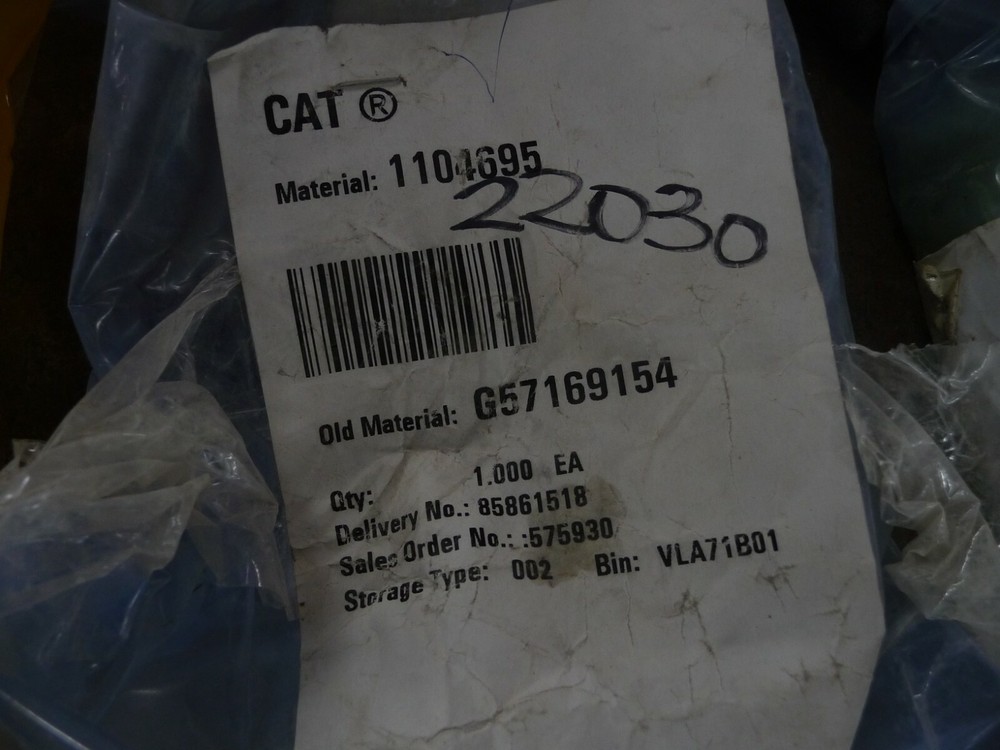 CAT ®
Material: 1104695
22030
Old Material: G57169154
Qty: 1.000 EA
Delivery No.: 85861518
Sales Order No.: :575930
Storage Type: 002 Bin: VLA71B01